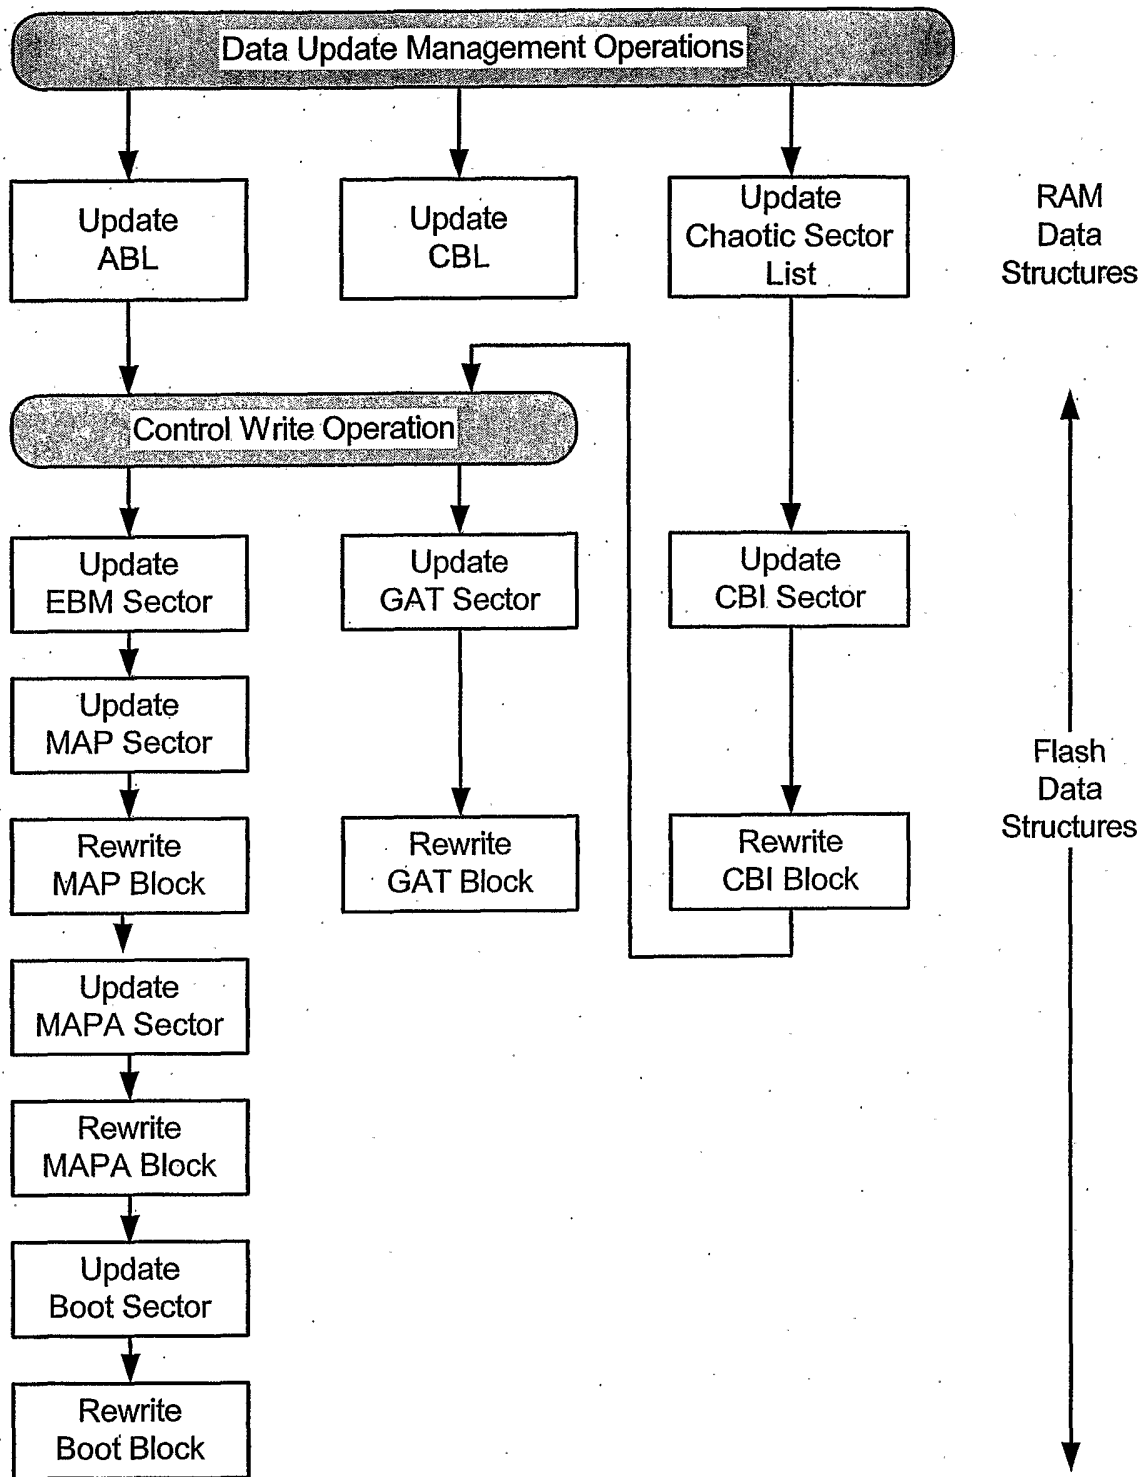 Data Update Management Operations
Update
ABL
Update
CBL
Update
Chaotic Sector
List
RAM
Data
Structures
Control Write Operation
Update
EBM Sector
Update
GAT Sector
Update
CBI Sector
Update
MAP Sector
Flash
Data
Structures
Rewrite
MAP Block
Rewrite
GAT Block
Rewrite
CBI Block
Update
MAPA Sector
Rewrite
MAPA Block
Update
Boot Sector
Rewrite
Boot Block